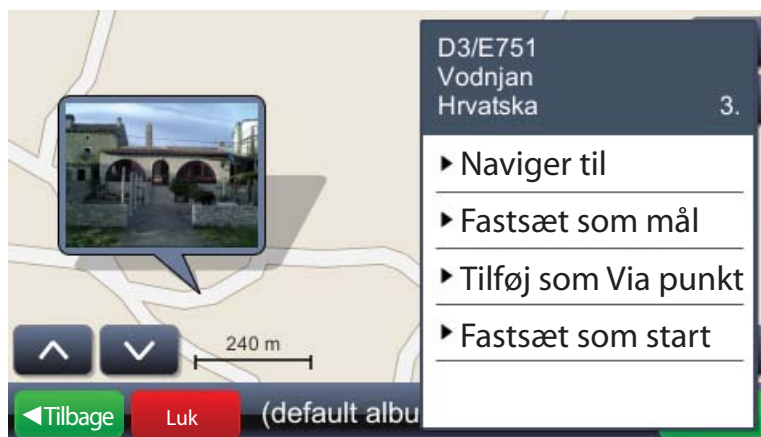 D3/E751
Vodnjan
Hrvatska 3.
Naviger til
Fastsæt som mål
Tilføj som Via punkt
Fastsæt som start
240 m
Tilbage
Luk
(default albu